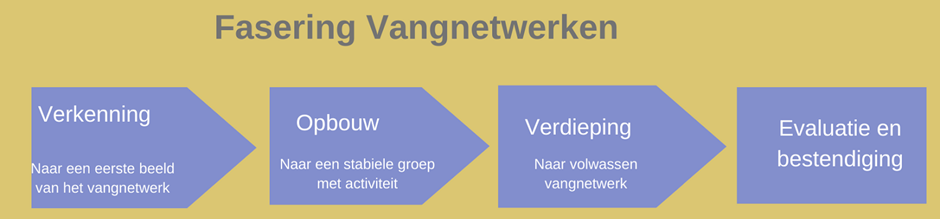 Fasering Vangnetwerken
Verkenning
Naar een eerste beeld
van het vangnetwerk
Opbouw
Naar een stabiele groep
met activiteit
Verdieping
Naar volwassen
vangnetwerk
Evaluatie en
bestendiging